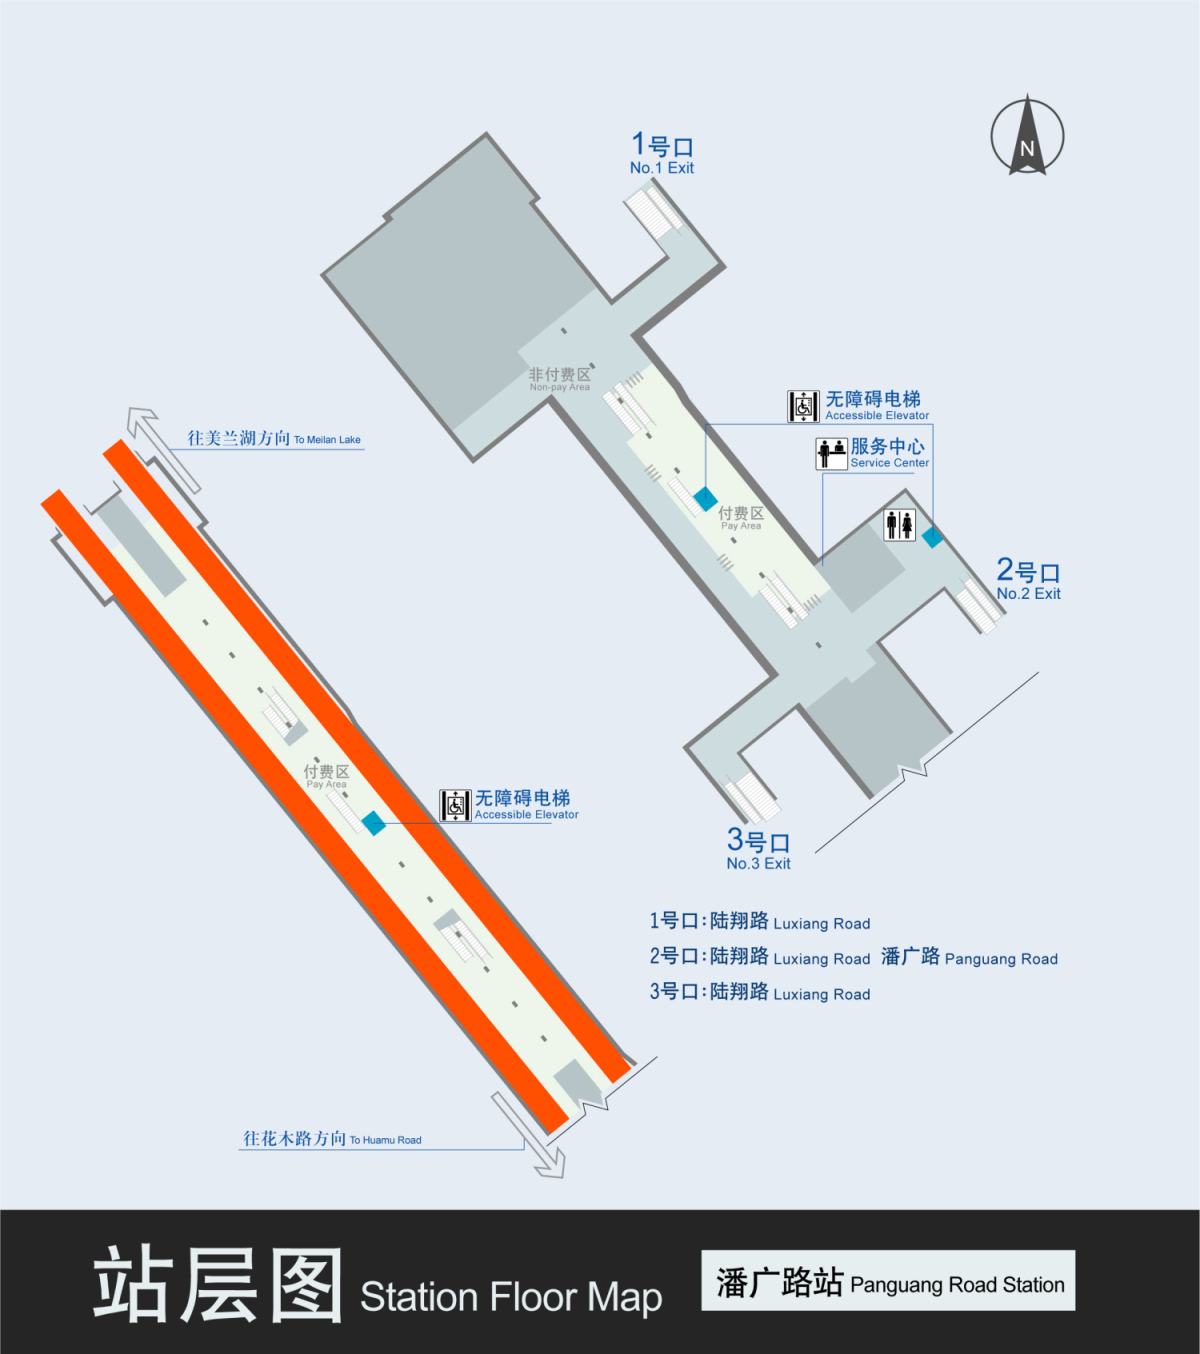 1号口
No.1 Exit
N
非付费区
Non-pay Area
无障碍电梯
Accessible Elevator
往美兰湖方向 To Meilan Lake
服务中心
Service Center
付费区
Pay Area
2号口
No.2 Exit
付费区
Pay Area
无障碍电梯
Accessible Elevator
3号口
No.3 Exit
1号口:陆翔路 Luxiang Road
2号口:陆翔路 Luxiang Road 潘广路 Panguang Road
3号口:陆翔路 Luxiang Road
往花木路方向 To Huamu Road
站层图 Station Floor Map
潘广路站 Panguang Road Station